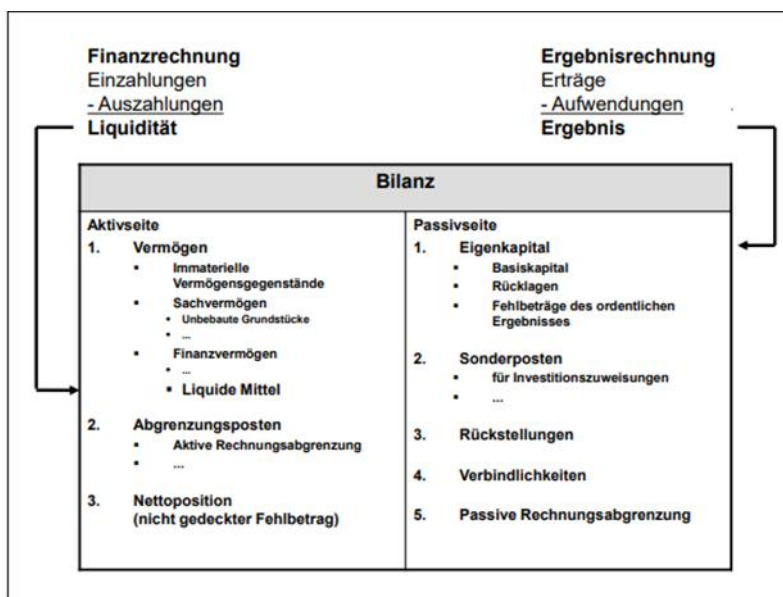 Finanzrechnung
Einzahlungen
- Auszahlungen
Liquidität
Ergebnisrechnung
Erträge
- Aufwendungen
Ergebnis
Bilanz
Aktivseite
1. Vermögen
▪ Immaterielle
Vermögensgegenstände
▪ Sachvermögen
▪ Unbebaute Grundstücke
▪ ...
▪ Finanzvermögen
▪ ...
▪ Liquide Mittel
2. Abgrenzungsposten
▪ Aktive Rechnungsabgrenzung
▪ ...
3. Nettoposition
(nicht gedeckter Fehlbetrag)
Passivseite
1. Eigenkapital
▪ Basiskapital
▪ Rücklagen
▪ Fehlbeträge des ordentlichen
Ergebnisses
2. Sonderposten
▪ für Investitionszuweisungen
▪ ...
3. Rückstellungen
4. Verbindlichkeiten
5. Passive Rechnungsabgrenzung